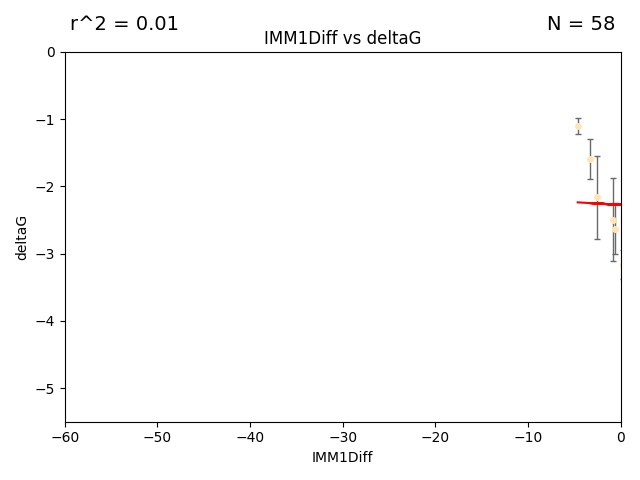 r^2 = 0.01
N = 58
IMM1Diff vs deltaG
0
−1
−2
−3
−4
−5
deltaG
−60
−50
−40
−30
−20
−10
0
IMM1Diff